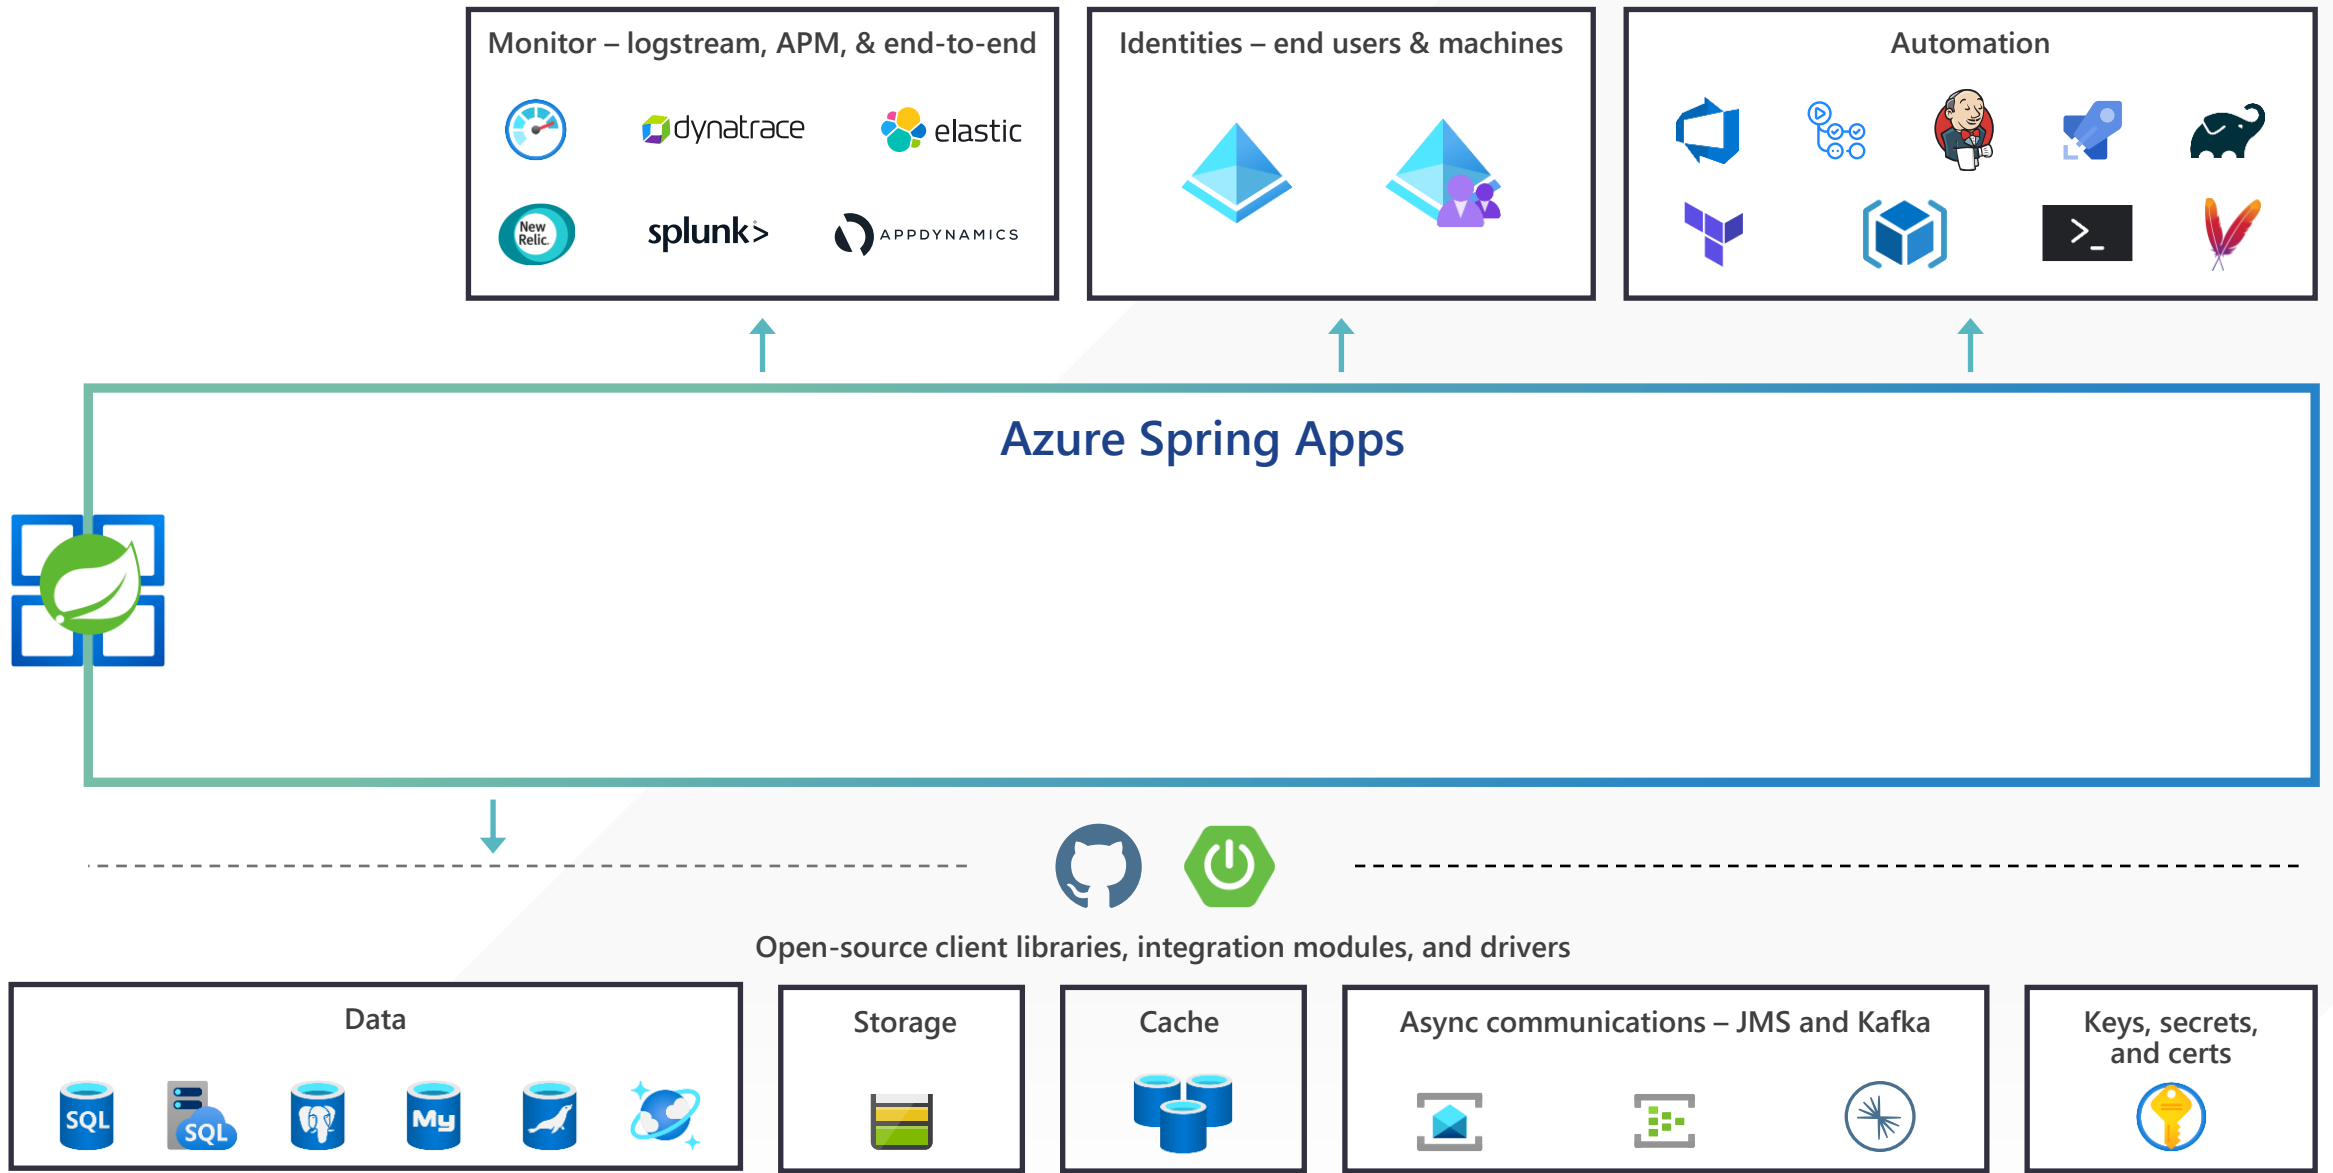 Monitor – logstream, APM, & end-to-end
dynatrace
elastic
New
Relic.
splunk>
APPDYNAMICS
Identities – end users & machines
Automation
>_
Azure Spring Apps
Open-source client libraries, integration modules, and drivers
Data
SQL
SQL
My
Storage
Cache
Async communications – JMS and Kafka
Keys, secrets,
and certs